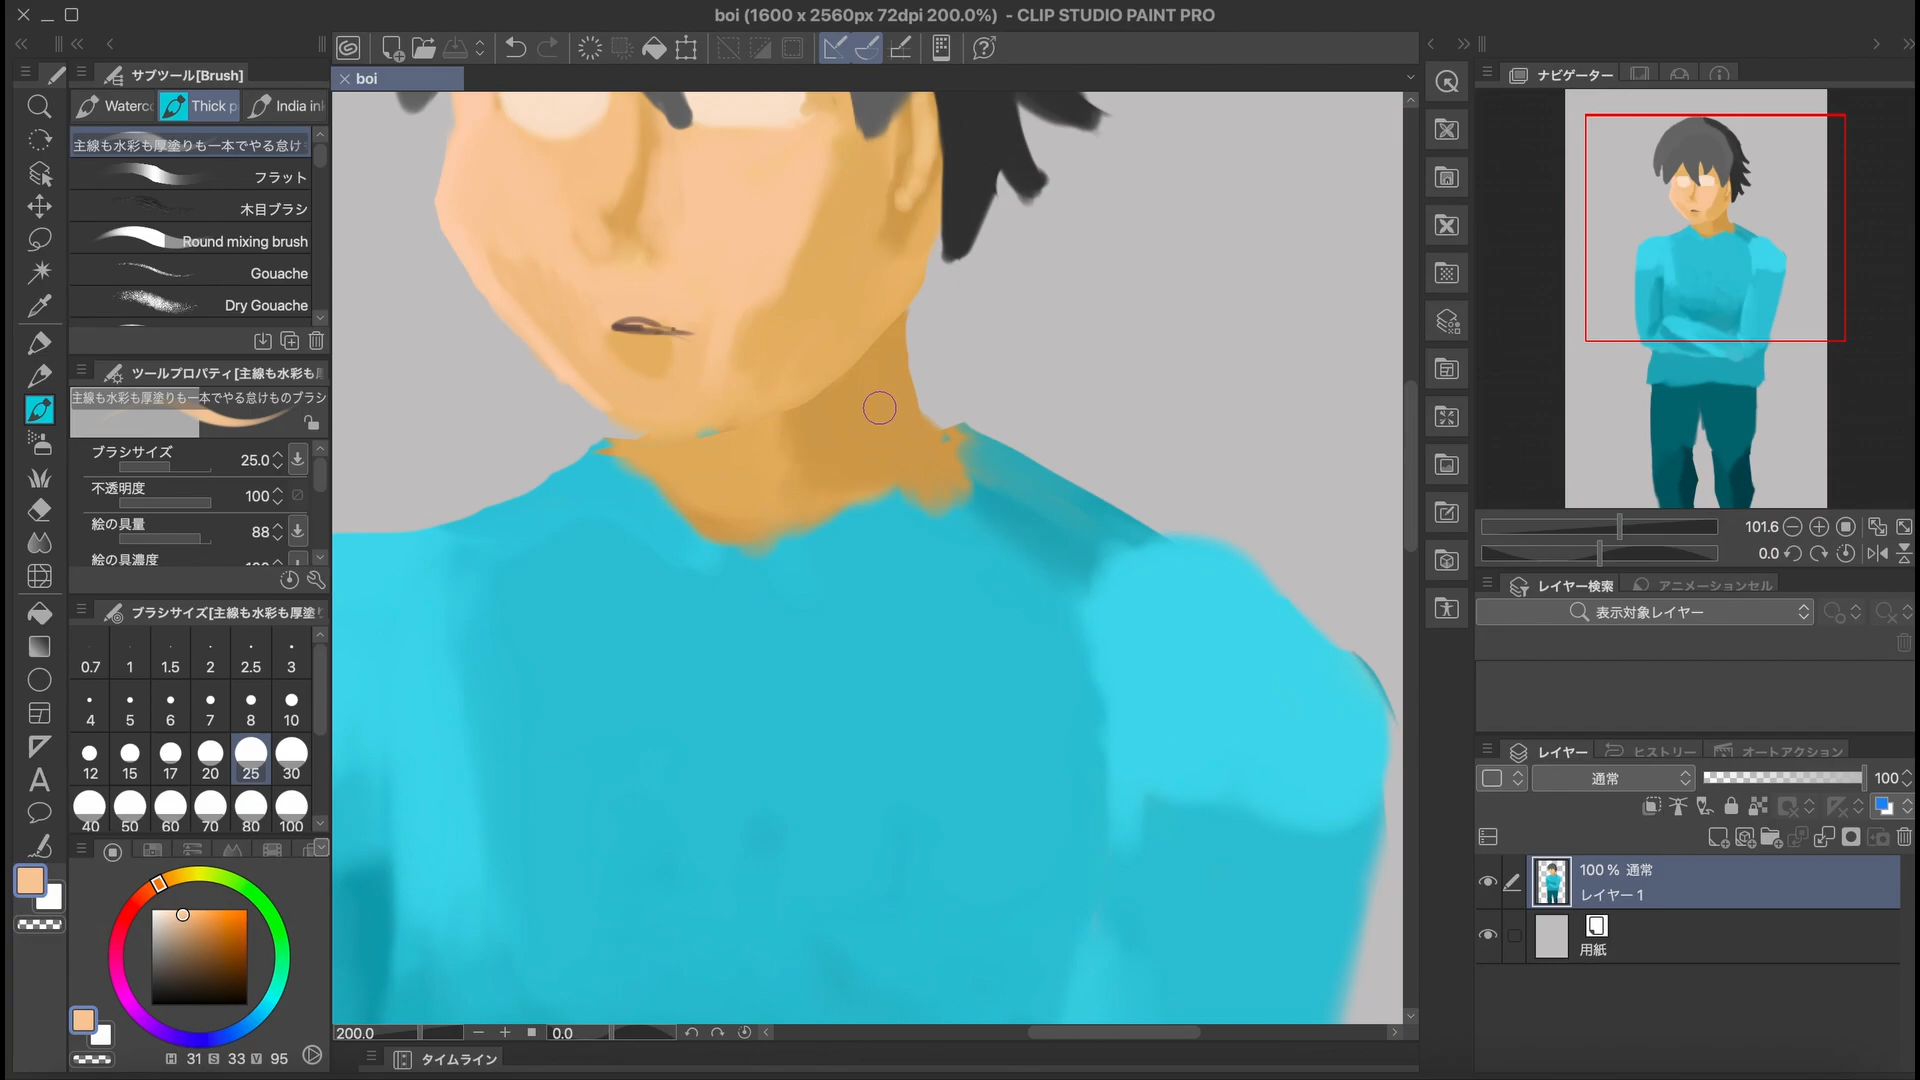 boi (1600 x 2560px 72dpi 200.0%) - CLIP STUDIO PAINT PRO
サブツール[Brush]
Waterc
Thick p
India in
主線も水彩も厚塗りも一本でやる怠け
フラット
木目ブラシ
Round mixing brush
Gouache
Dry Gouache
ツールプロパティ[主線も水彩も
主線も水彩も厚塗りも一本でやる怠けものブラシ
ブラシサイズ 25.0
不透明度 100
絵の具量 88
絵の具濃度
ブラシサイズ[主線も水彩も厚塗
0.7 1 1.5 2 2.5 3
4 5 6 7 8 10
12 15 17 20 25 30
40 50 60 70 80 100
H 31 S 33 V 95
boi
200.0
0.0
タイムライン
ナビゲーター
101.6
0.0
レイヤー検索
アニメーションセル
表示対象レイヤー
レイヤー
ヒストリー
オートアクション
通常
100
100 % 通常
レイヤー 1
用紙